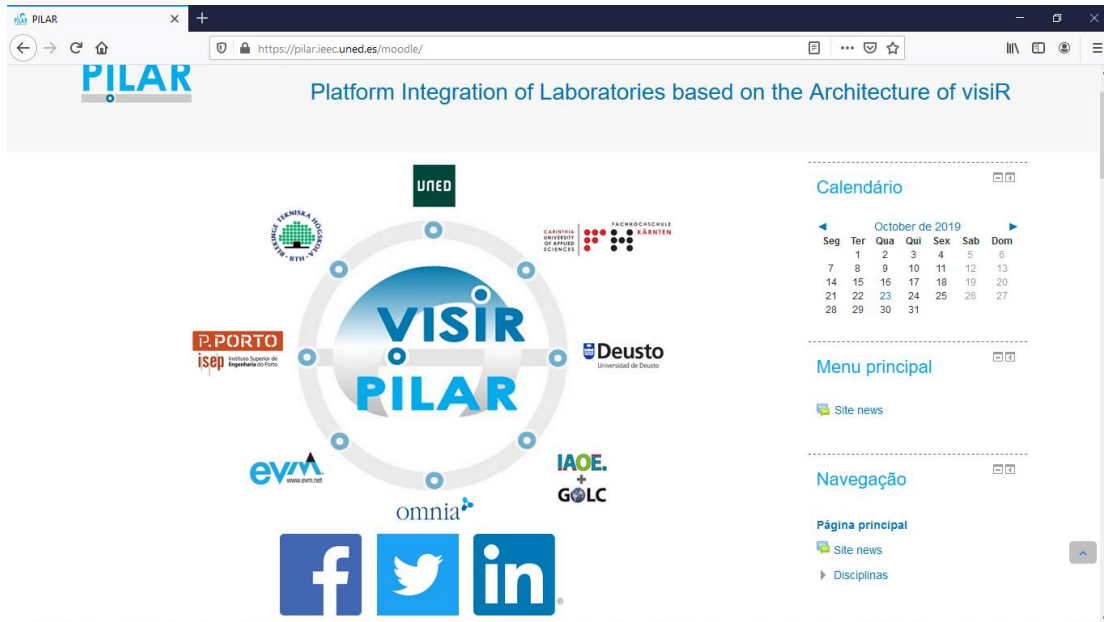 PILAR
https://pilar.ieec.uned.es/moodle/
PILAR
Platform Integration of Laboratories based on the Architecture of visiR
UNED
BLEKINGE TEKNISKA HÖGSKOLA · BTH ·
CARINTHIA
UNIVERSITY
OF APPLIED
SCIENCES
FACHHOCHSCHULE
KÄRNTEN
VISIR
PILAR
P.PORTO
isep Instituto Superior de
Engenharia do Porto
Deusto
Universidad de Deusto
evm
www.evm.net
IAOE.
+
GOLC
omnia
f
in
Calendário
October de 2019
Seg Ter Qua Qui Sex Sab Dom
1 2 3 4 5 6
7 8 9 10 11 12 13
14 15 16 17 18 19 20
21 22 23 24 25 26 27
28 29 30 31
Menu principal
Site news
Navegação
Página principal
Site news
Disciplinas